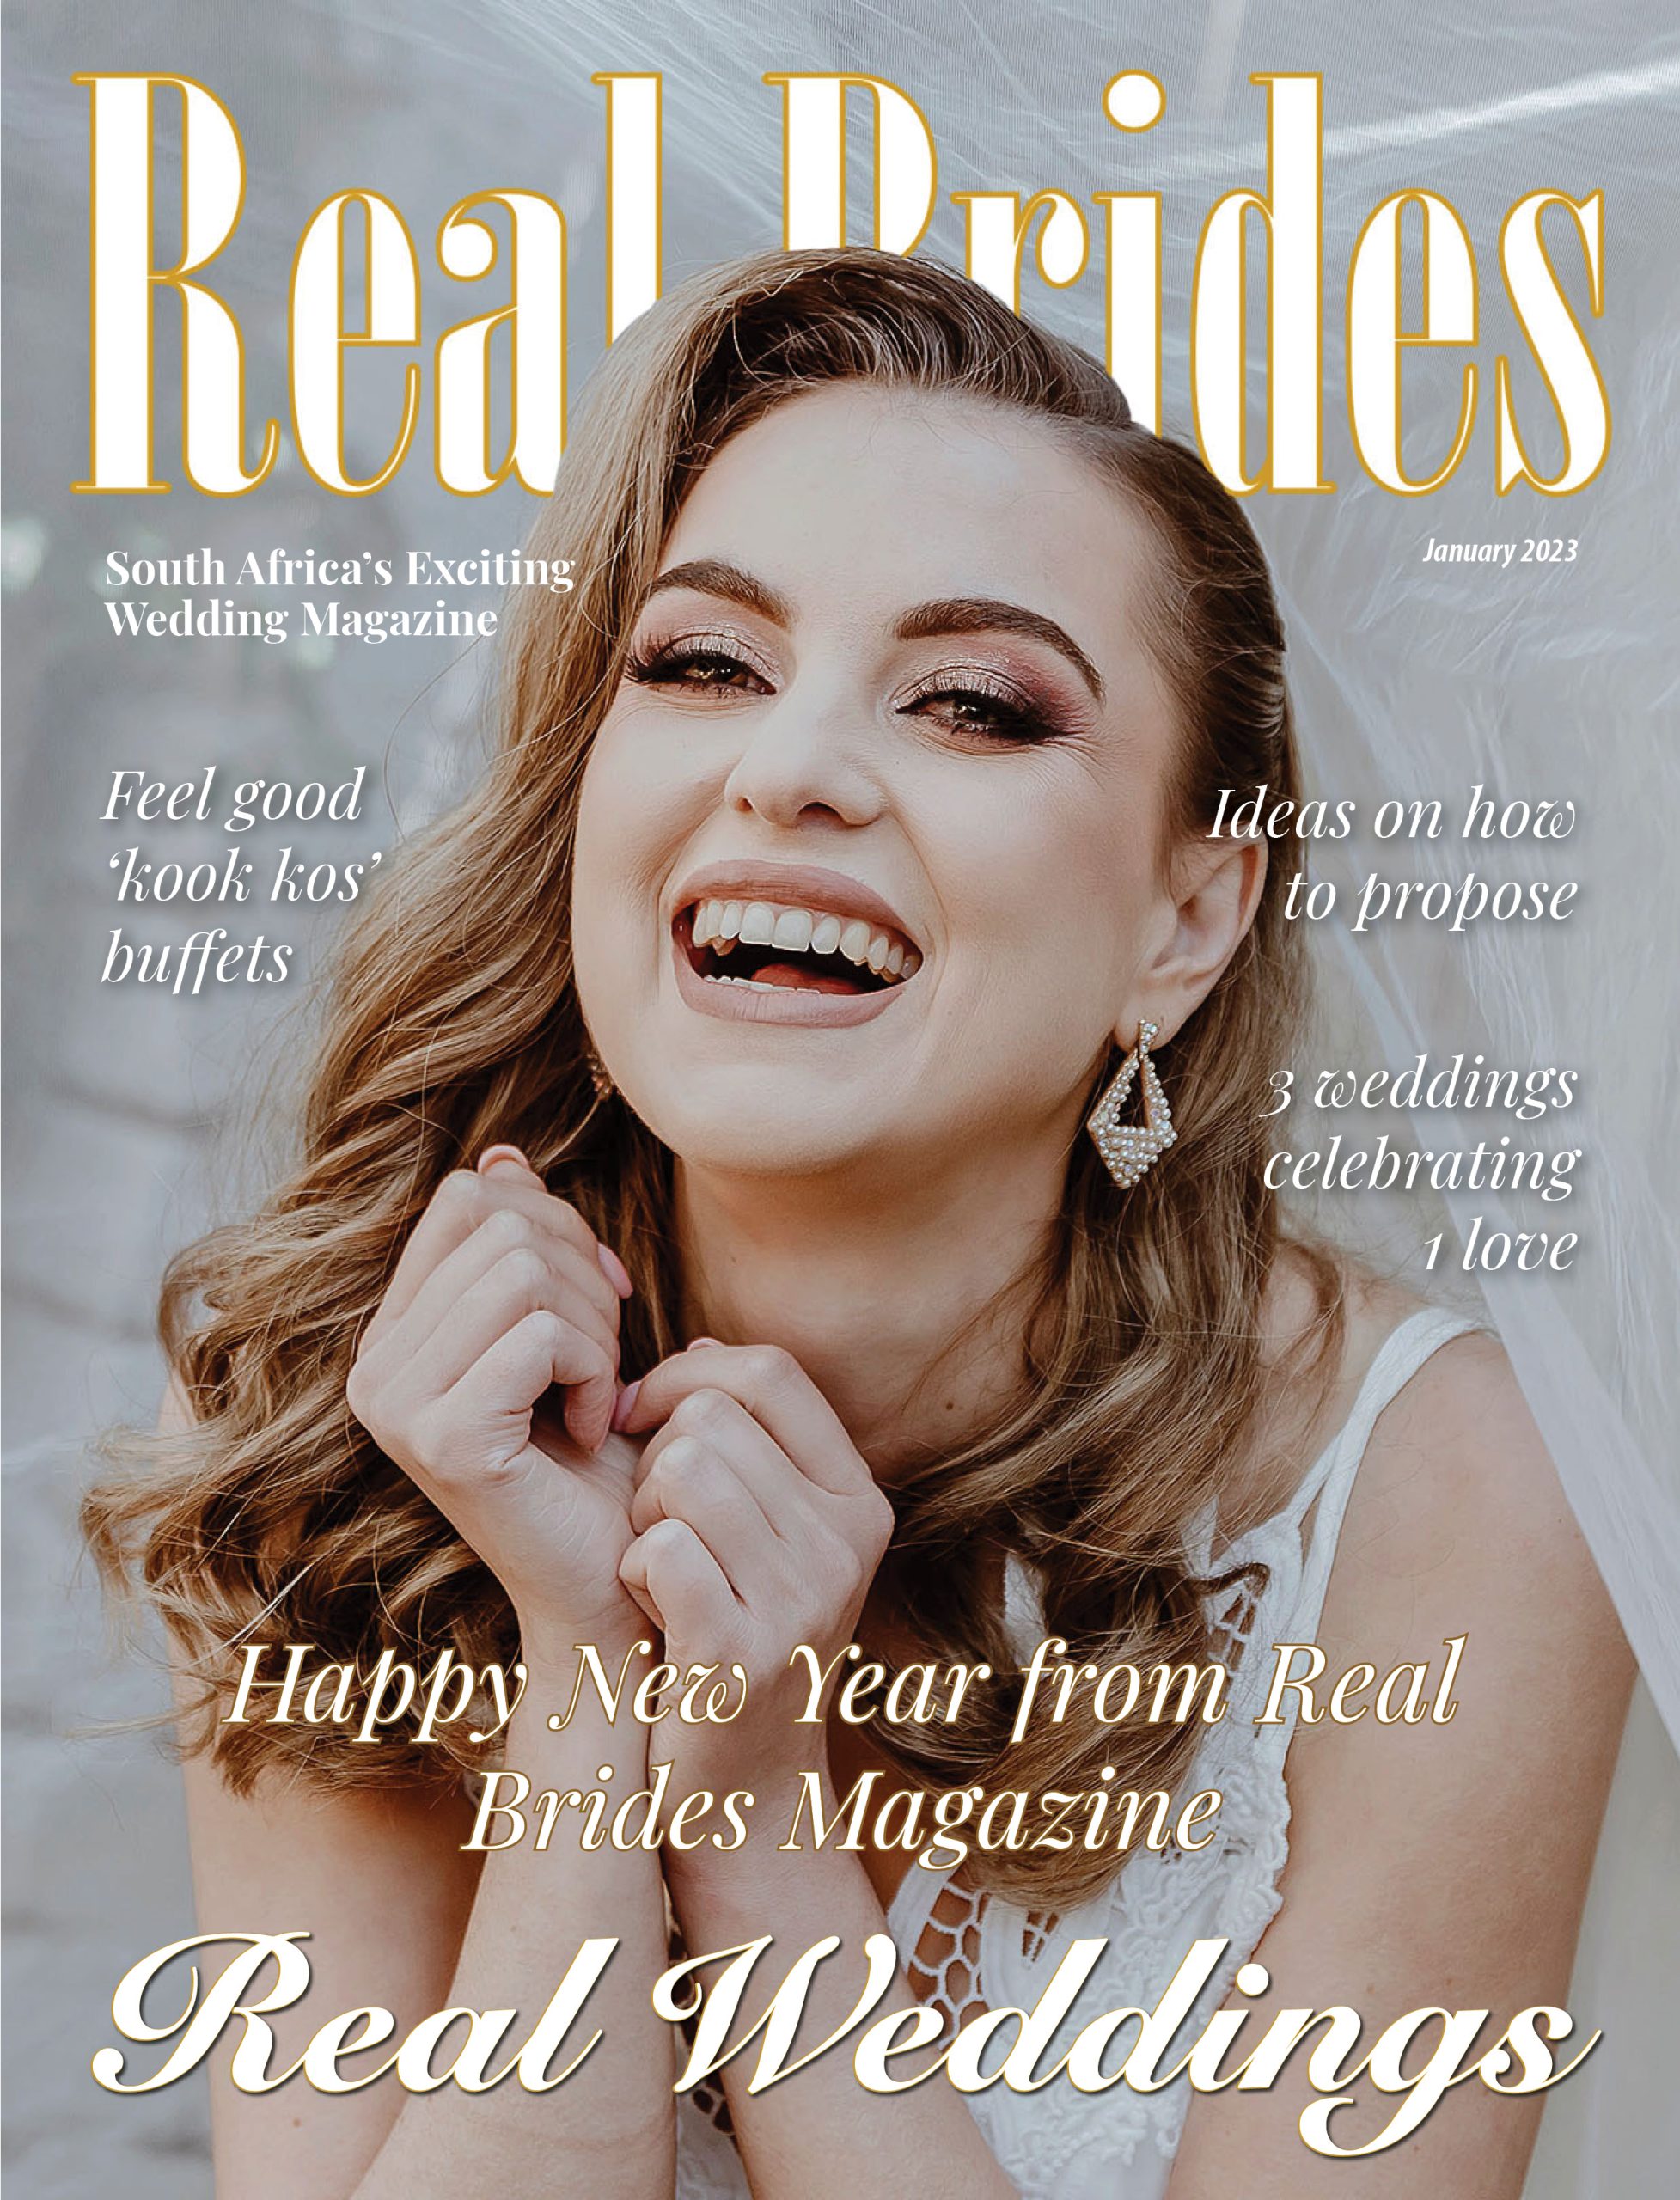 Real Brides
South Africa's Exciting
Wedding Magazine
January 2023
Feel good
‘kook kos’
buffets
Ideas on how
to propose
3 weddings
celebrating
1 love
Happy New Year from Real
Brides Magazine
Real Weddings